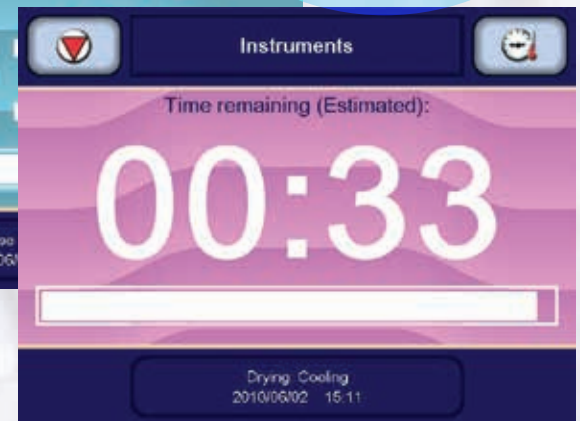 Instruments
Time remaining (Estimated):
00:33
Drying Cooling
2010/06/02 15:11